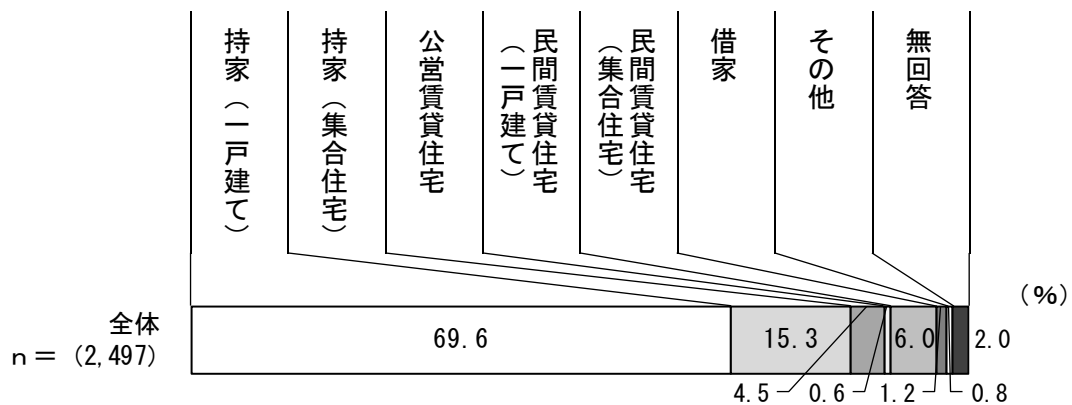 持家（一戸建て）
持家（集合住宅）
公営賃貸住宅
民間賃貸住宅
（一戸建て）
民間賃貸住宅
（集合住宅）
借家
その他
無回答
（%）
全体
n＝（2,497）
69.6
15.3
6.0
2.0
4.5
0.6
1.2
0.8